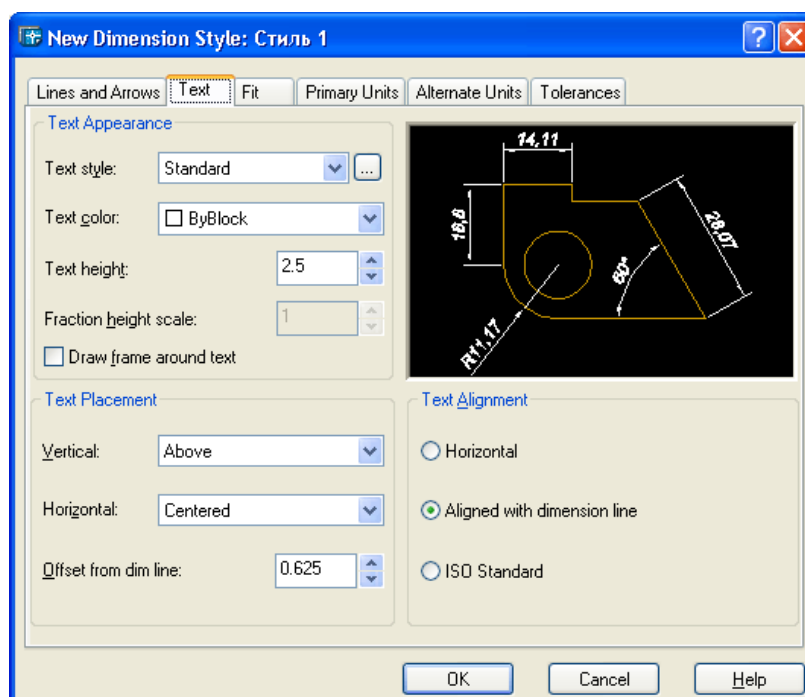 New Dimension Style: Стиль 1
Lines and Arrows Text Fit Primary Units Alternate Units Tolerances
Text Appearance
Text style: Standard ...
Text color: ByBlock
Text height: 2.5
Fraction height scale: 1
Draw frame around text
14,11
16,6
28,07
60°
R11,17
Text Placement
Vertical: Above
Horizontal: Centered
Offset from dim line: 0.625
Text Alignment
Horizontal
Aligned with dimension line
ISO Standard
OK Cancel Help